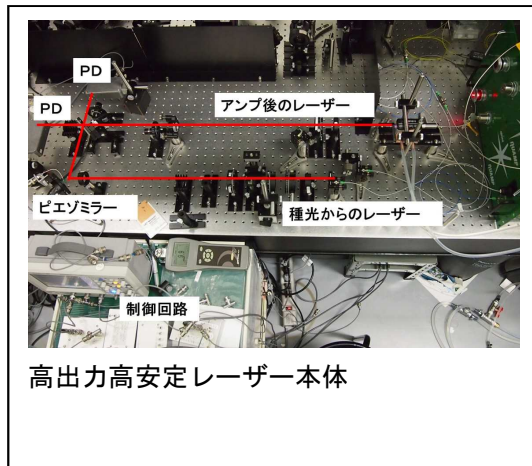 PD
PD
アンプ後のレーザー
ピエゾミラー
種光からのレーザー
制御回路
高出力高安定レーザー本体